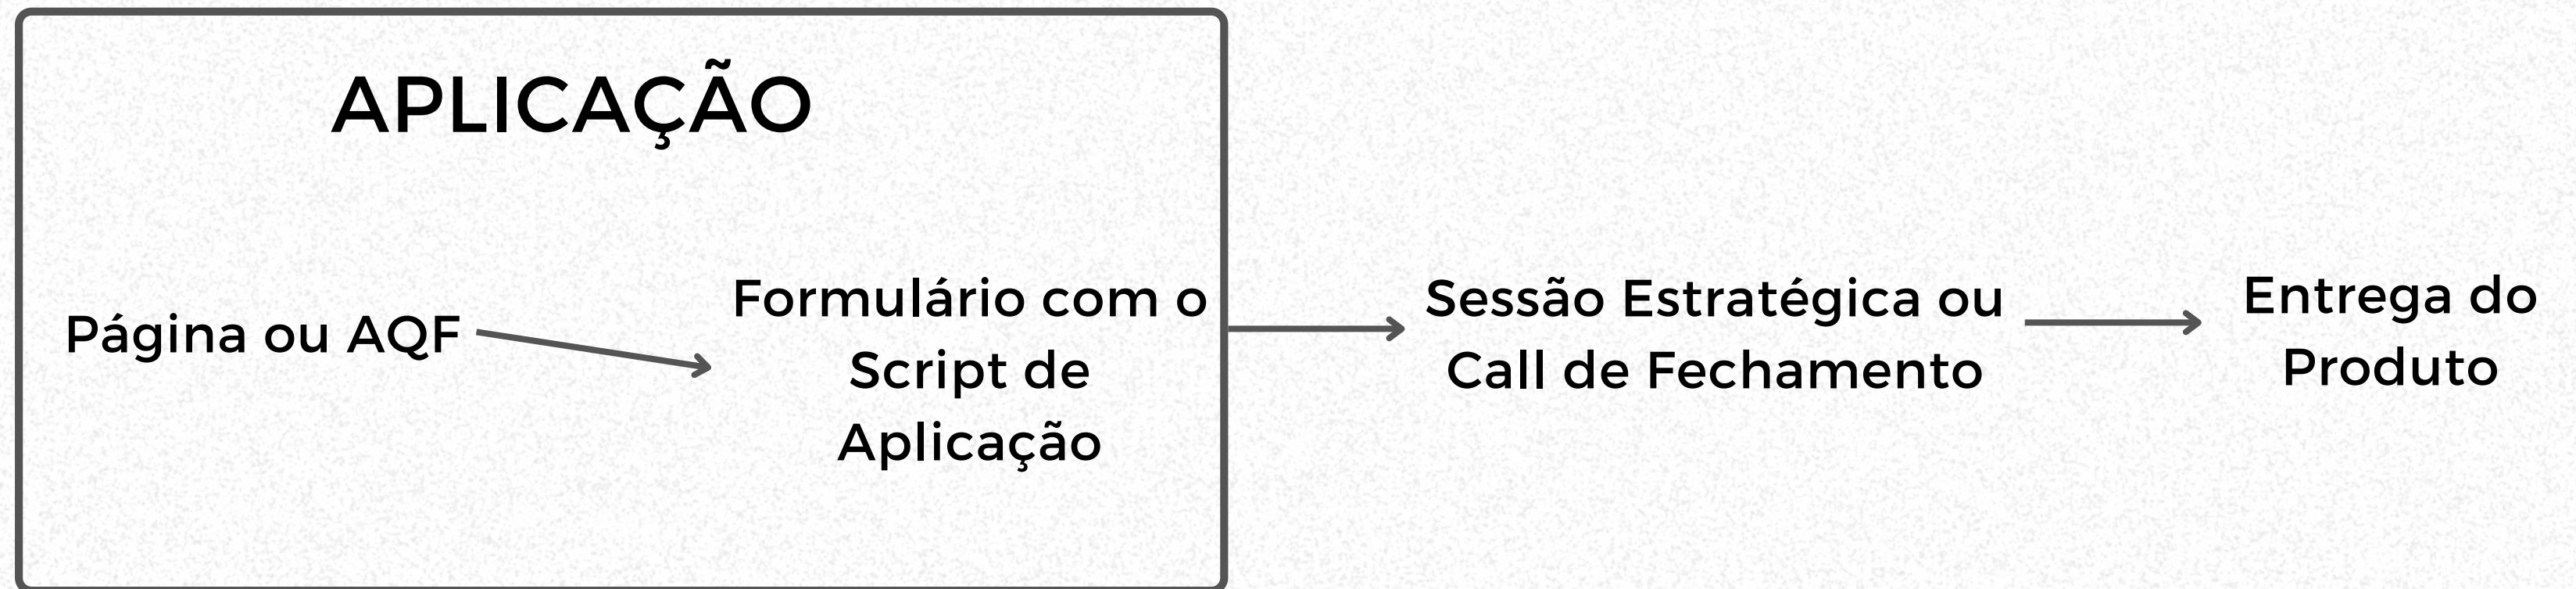 APLICAÇÃO
Página ou AQF
Formulário com o
Script de
Aplicação
Sessão Estratégica ou
Call de Fechamento
Entrega do
Produto